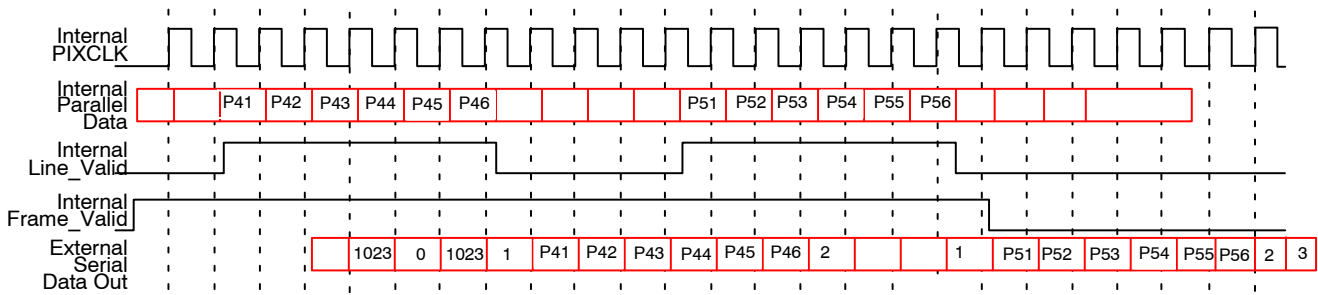 Internal
PIXCLK
Internal
Parallel
Data
P41 P42 P43 P44 P45 P46 P51 P52 P53 P54 P55 P56
Internal
Line_Valid
Internal
Frame_Valid
External
Serial
Data Out
1023 0 1023 1 P41 P42 P43 P44 P45 P46 2 1 P51 P52 P53 P54 P55 P56 2 3